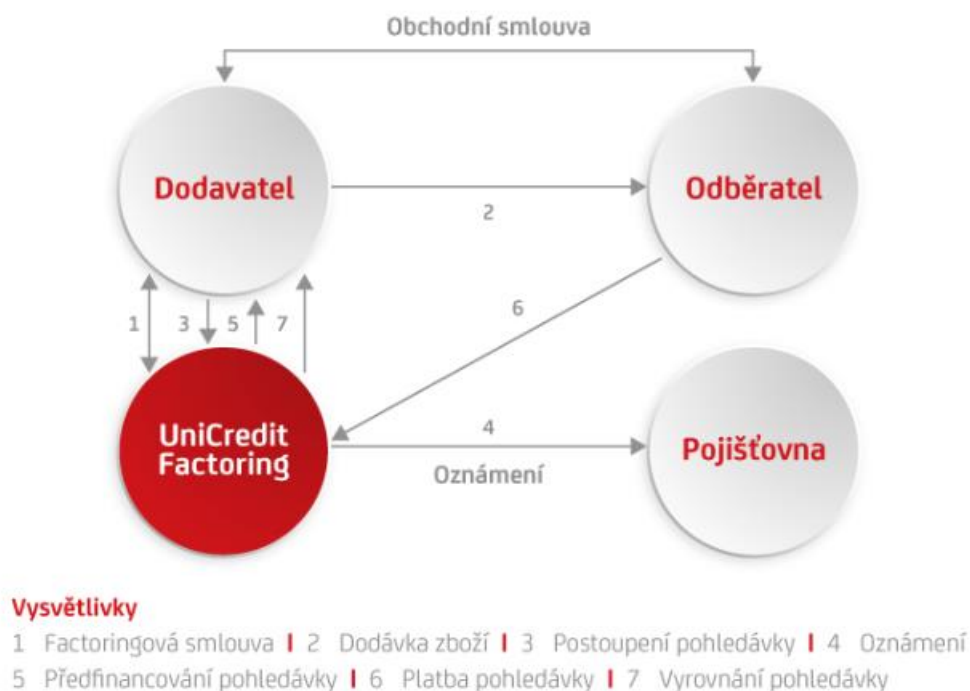 Obchodní smlouva
Dodavatel
Odběratel
2
1
3
5
7
6
UniCredit
Factoring
4
Oznámení
Pojišťovna
Vysvětlivky
1 Factoringová smlouva | 2 Dodávka zboží | 3 Postoupení pohledávky | 4 Oznámení
5 Předfinancování pohledávky | 6 Platba pohledávky | 7 Vyrovnání pohledávky